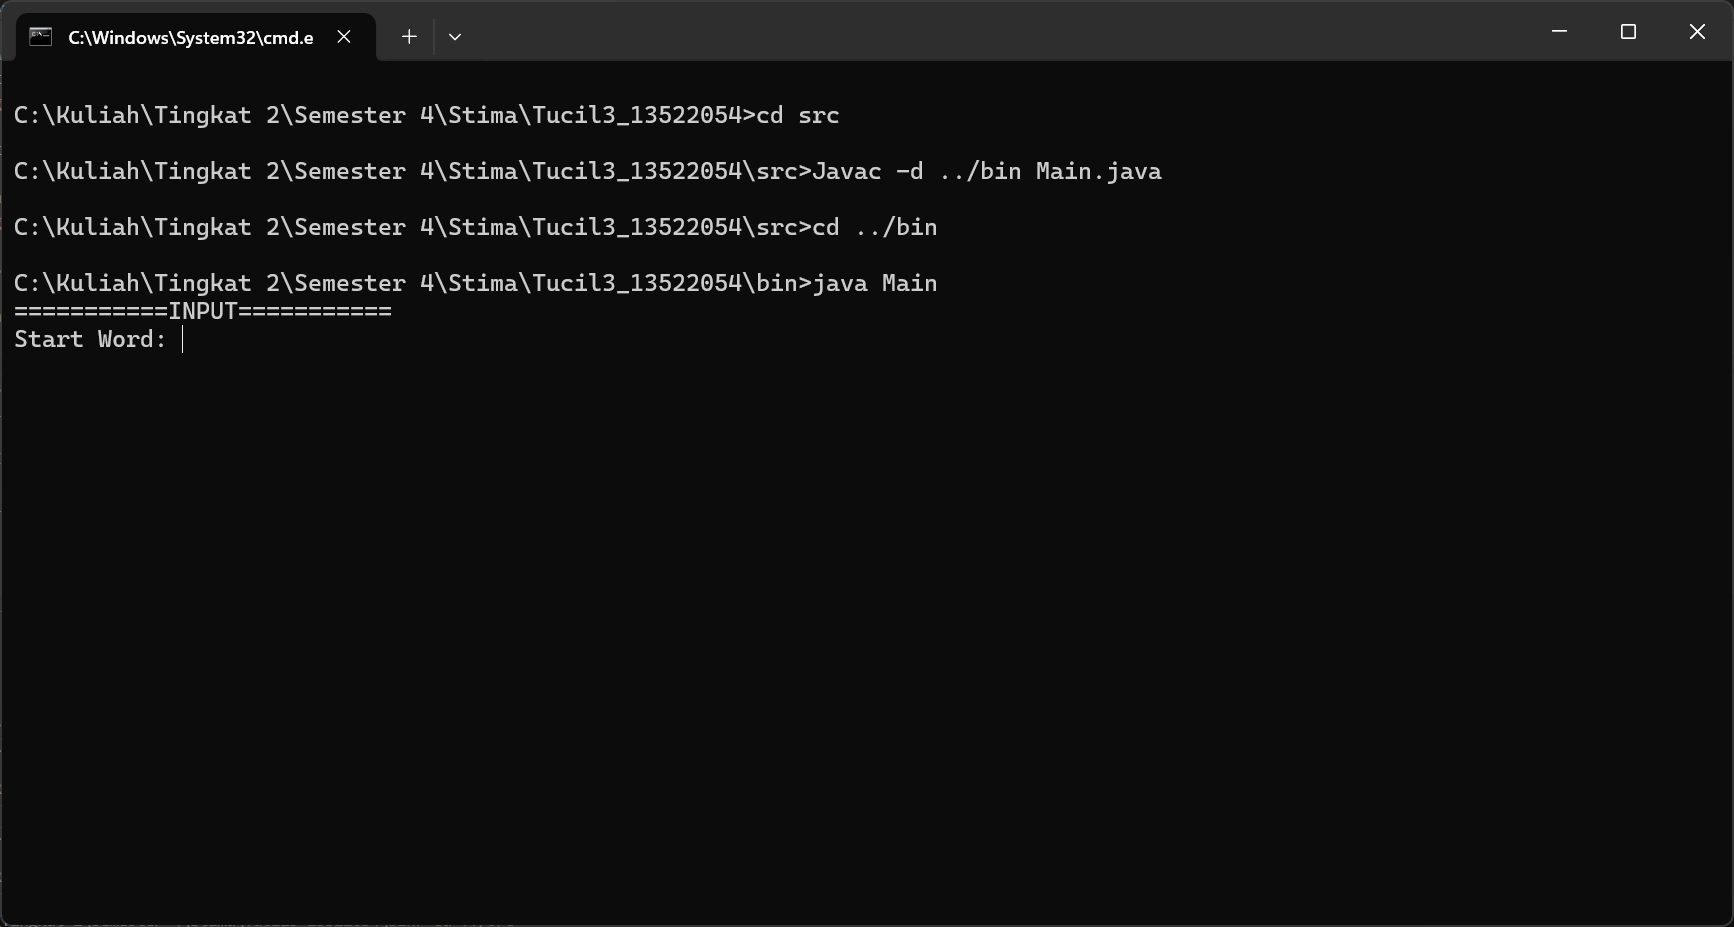 C:\Windows\System32\cmd.e
C:\Kuliah\Tingkat 2\Semester 4\Stima\Tucil3_13522054>cd src
C:\Kuliah\Tingkat 2\Semester 4\Stima\Tucil3_13522054\src>Javac -d ../bin Main.java
C:\Kuliah\Tingkat 2\Semester 4\Stima\Tucil3_13522054\src>cd ../bin
C:\Kuliah\Tingkat 2\Semester 4\Stima\Tucil3_13522054\bin>java Main
===========INPUT===========
Start Word: